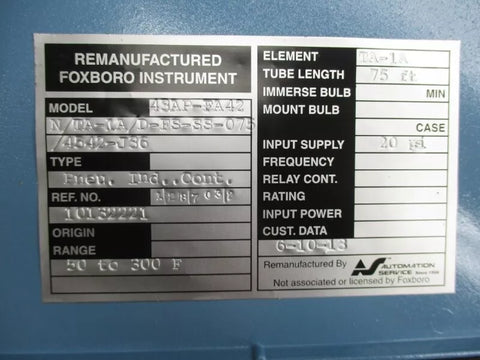 REMANUFACTURED
FOXBORO INSTRUMENT
MODEL 43AP-FA42
N/TA-1A/D-FS-SS-075
/4542-J36
TYPE
Pneu. Ind..Cont.
REF. NO.
10132221
ORIGIN
RANGE
50 to 300 F
ELEMENT TA-1A
TUBE LENGTH 75 ft
IMMERSE BULB MIN
MOUNT BULB
CASE
INPUT SUPPLY 20 psi
FREQUENCY
RELAY CONT.
RATING
INPUT POWER
CUST. DATA
6-10-13
Remanufactured By AS AUTOMATION
SERVICE
Not associated or licensed by Foxboro